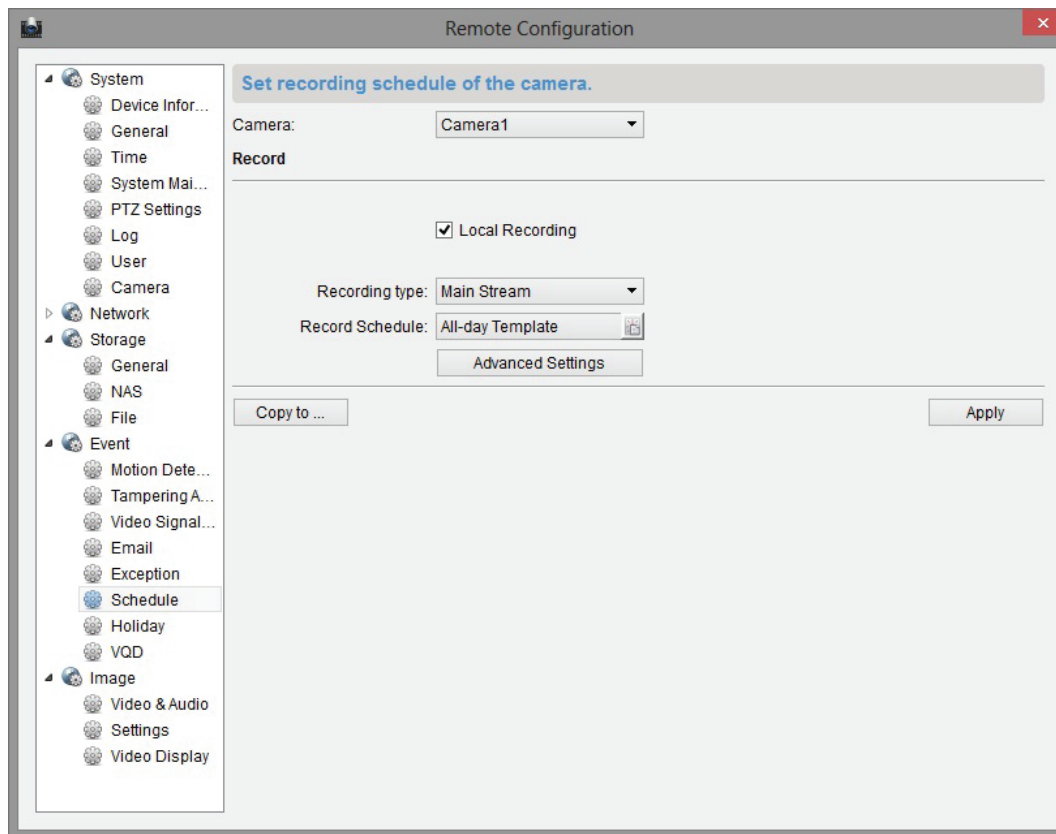 Remote Configuration
System
Device Infor...
General
Time
System Mai...
PTZ Settings
Log
User
Camera
Network
Storage
General
NAS
File
Event
Motion Dete...
Tampering A...
Video Signal...
Email
Exception
Schedule
Holiday
VQD
Image
Video & Audio
Settings
Video Display
Set recording schedule of the camera.
Camera: Camera1
Record
Local Recording
Recording type: Main Stream
Record Schedule: All-day Template
Advanced Settings
Copy to ... Apply